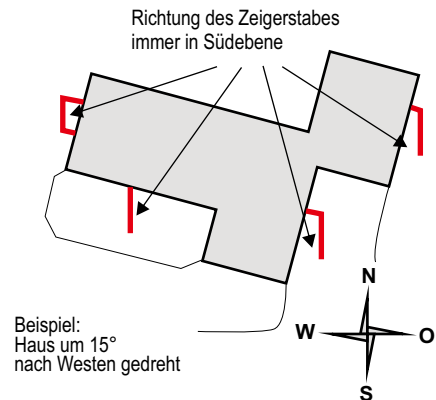 Richtung des Zeigerstabes
immer in Südebene
N
W
O
S
Beispiel:
Haus um 15°
nach Westen gedreht